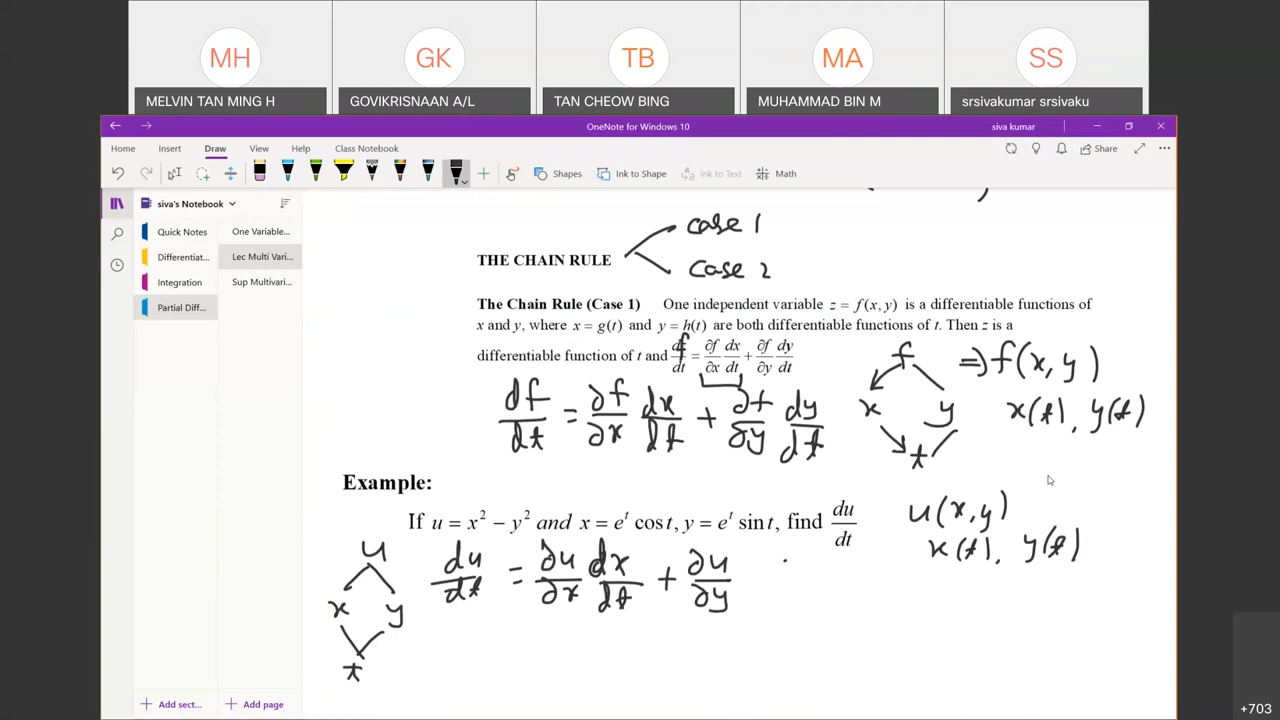 MH GK TB MA SS
MELVIN TAN MING H GOVIKRISNAAN A/L TAN CHEOW BING MUHAMMAD BIN M srsivakumar srsivaku
OneNote for Windows 10 siva kumar
Home Insert Draw View Help Class Notebook Share
Shapes Ink to Shape Ink to Text Math
siva's Notebook
Quick Notes One Variable...
Differentiat... Lec Multi Vari...
Integration Sup Multivari...
Partial Diff...
case 1
THE CHAIN RULE
case 2
The Chain Rule (Case 1) One independent variable z = f(x, y) is a differentiable functions of
x and y, where x = g(t) and y = h(t) are both differentiable functions of t. Then z is a
differentiable function of t and df/dt = ∂f/∂x dx/dt + ∂f/∂y dy/dt
f ⇒ f(x, y)
df/dt = ∂f/∂x dx/dt + ∂f/∂y dy/dt x y x(t), y(t)
t
Example:
If u = x² − y² and x = eᵗ cos t, y = eᵗ sin t, find du/dt
u(x,y)
x(t), y(t)
u
du/dt = ∂u/∂x dx/dt + ∂u/∂y
x y
t
Add sect... Add page
+703